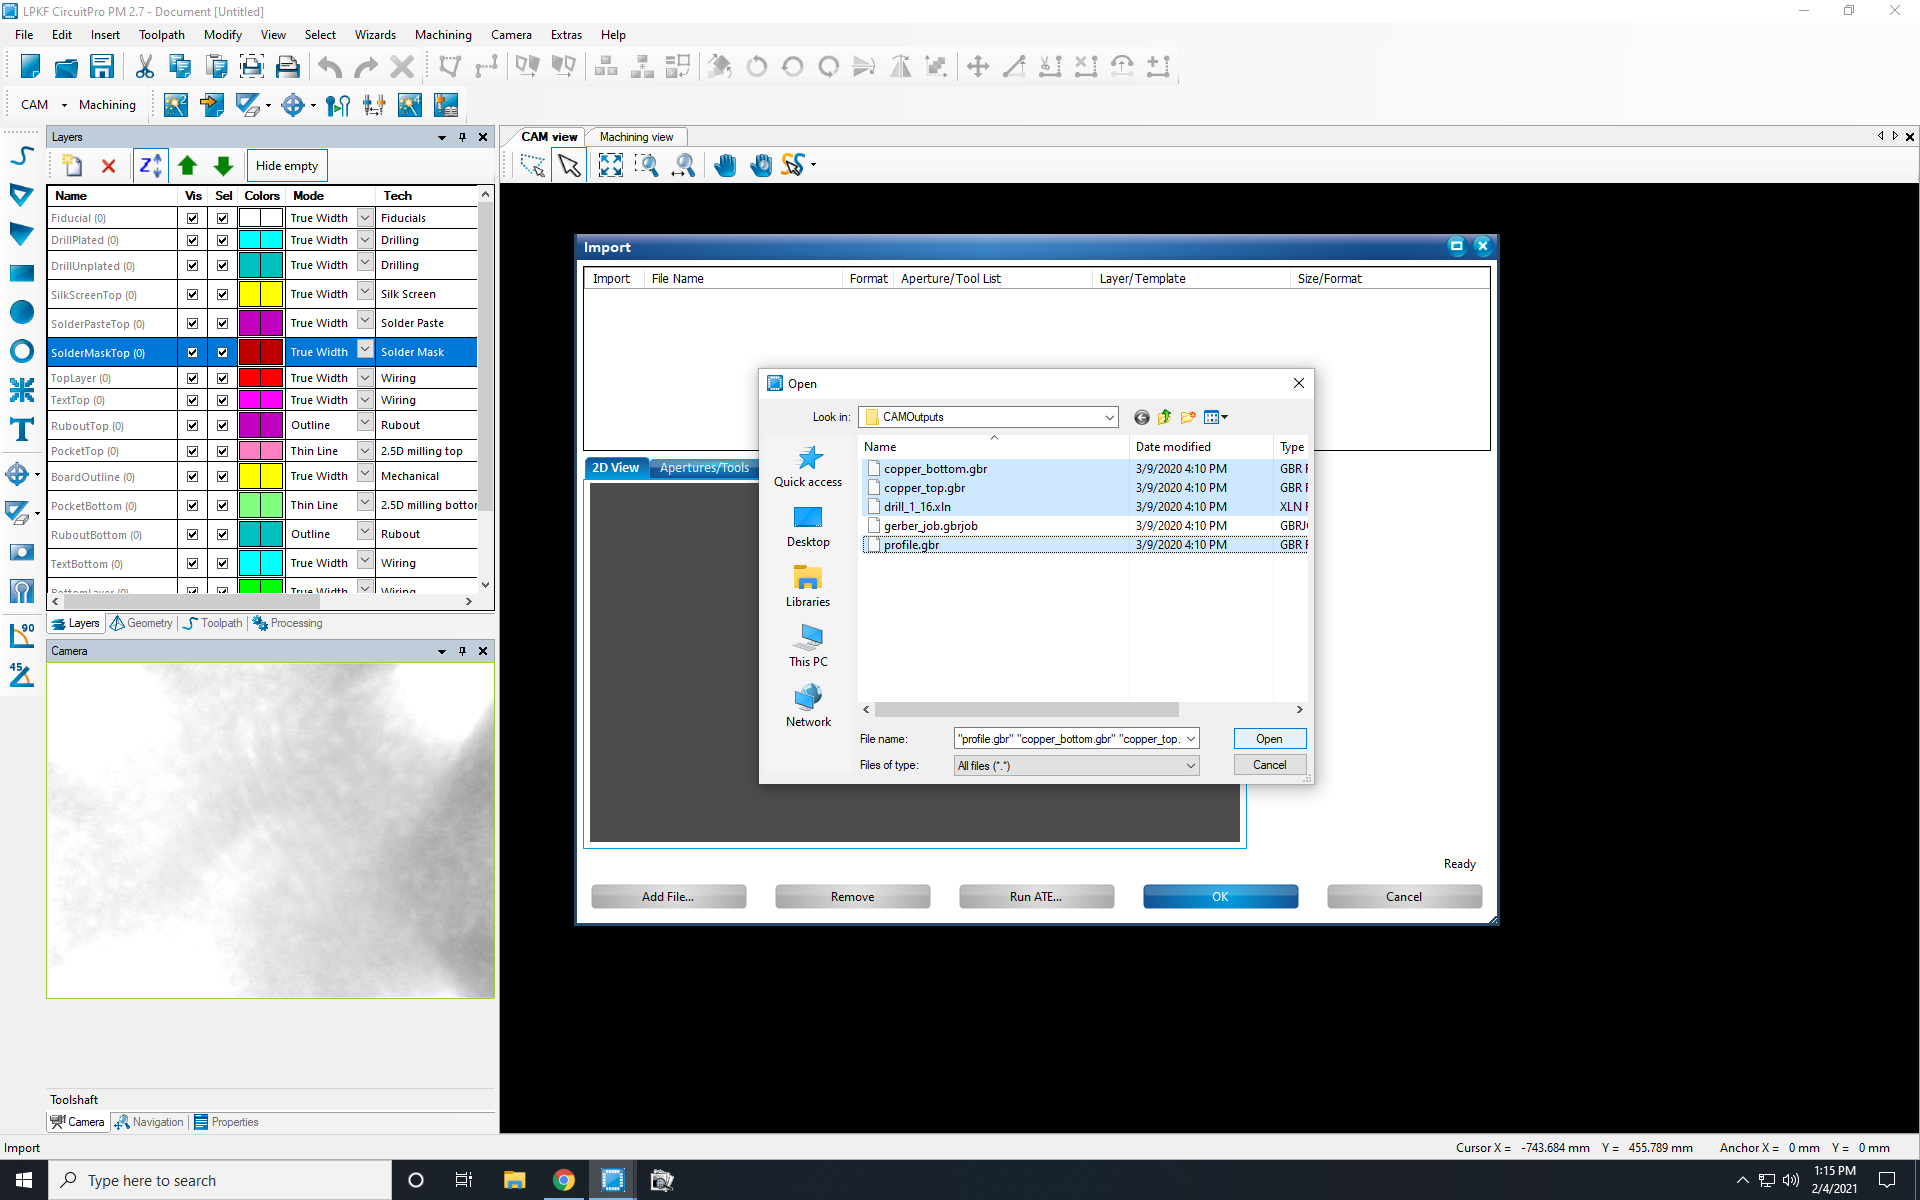 LPKF CircuitPro PM 2.7 - Document [Untitled]
File Edit Insert Toolpath Modify View Select Wizards Machining Camera Extras Help
CAM Machining
Layers
CAM view Machining view
Hide empty
Name Vis Sel Colors Mode Tech
Fiducial (0) True Width Fiducials
DrillPlated (0) True Width Drilling
DrillUnplated (0) True Width Drilling
SilkScreenTop (0) True Width Silk Screen
SolderPasteTop (0) True Width Solder Paste
SolderMaskTop (0) True Width Solder Mask
TopLayer (0) True Width Wiring
TextTop (0) True Width Wiring
RuboutTop (0) Outline Rubout
PocketTop (0) Thin Line 2.5D milling top
BoardOutline (0) True Width Mechanical
PocketBottom (0) Thin Line 2.5D milling bottor
RuboutBottom (0) Outline Rubout
TextBottom (0) True Width Wiring
BottomLayer (0) True Width Wiring
Layers Geometry Toolpath Processing
90
45
Camera
Toolshaft
Camera Navigation Properties
Import
Import File Name Format Aperture/Tool List Layer/Template Size/Format
2D View Apertures/Tools
Open
Look in: CAMOutputs
Name Date modified Type
copper_bottom.gbr 3/9/2020 4:10 PM GBR F
copper_top.gbr 3/9/2020 4:10 PM GBR F
drill_1_16.xln 3/9/2020 4:10 PM XLN F
gerber_job.gbrjob 3/9/2020 4:10 PM GBRJ
profile.gbr 3/9/2020 4:10 PM GBR F
Quick access
Desktop
Libraries
This PC
Network
File name: "profile.gbr" "copper_bottom.gbr" "copper_top. Open
Files of type: All files (*.*) Cancel
Ready
Add File... Remove Run ATE... OK Cancel
Import Cursor X = -743.684 mm Y = 455.789 mm Anchor X = 0 mm Y = 0 mm
Type here to search
1:15 PM
2/4/2021